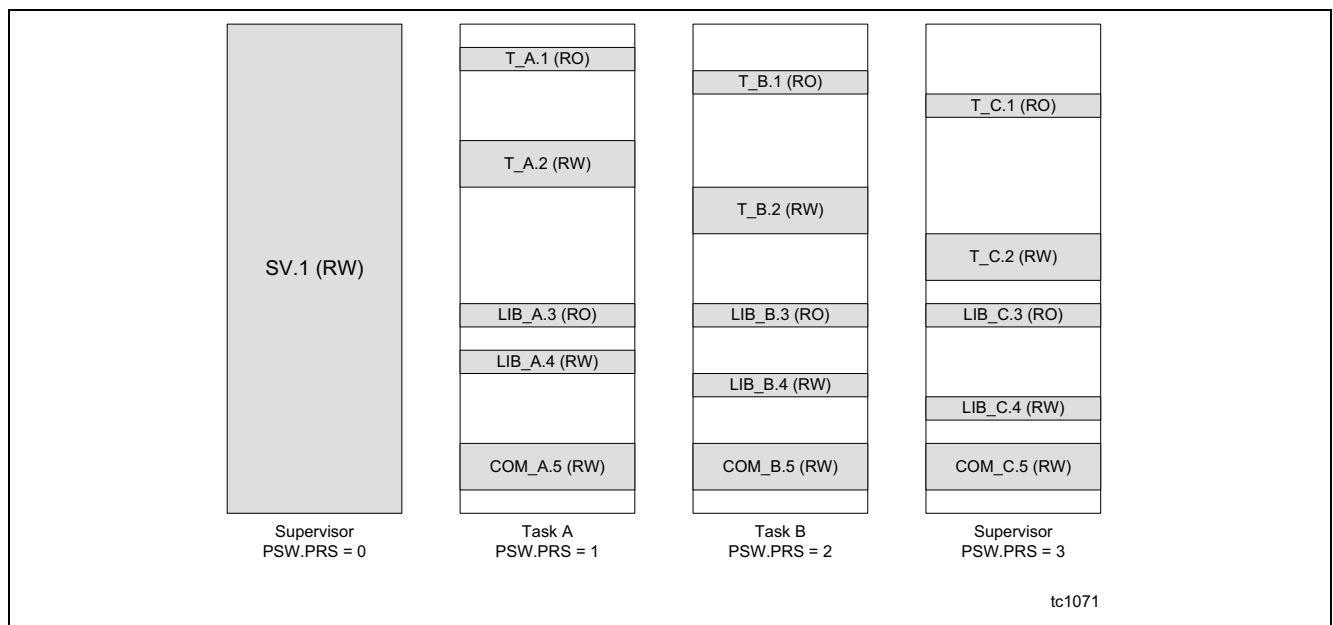 T_A.1 (RO)
T_B.1 (RO)
T_C.1 (RO)
T_A.2 (RW)
T_B.2 (RW)
T_C.2 (RW)
SV.1 (RW)
LIB_A.3 (RO)
LIB_B.3 (RO)
LIB_C.3 (RO)
LIB_A.4 (RW)
LIB_B.4 (RW)
LIB_C.4 (RW)
COM_A.5 (RW)
COM_B.5 (RW)
COM_C.5 (RW)
Supervisor
PSW.PRS = 0
Task A
PSW.PRS = 1
Task B
PSW.PRS = 2
Supervisor
PSW.PRS = 3
tc1071